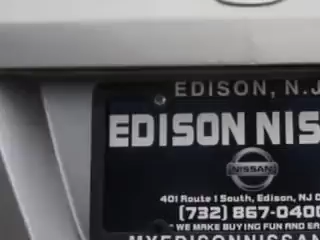 EDISON, N.J
EDISON NIS
NISSAN
401 Route 1 South, Edison, NJ
(732) 867-0400
WE MAKE BUYING FUN AND EA
MYEDISONNISSAN